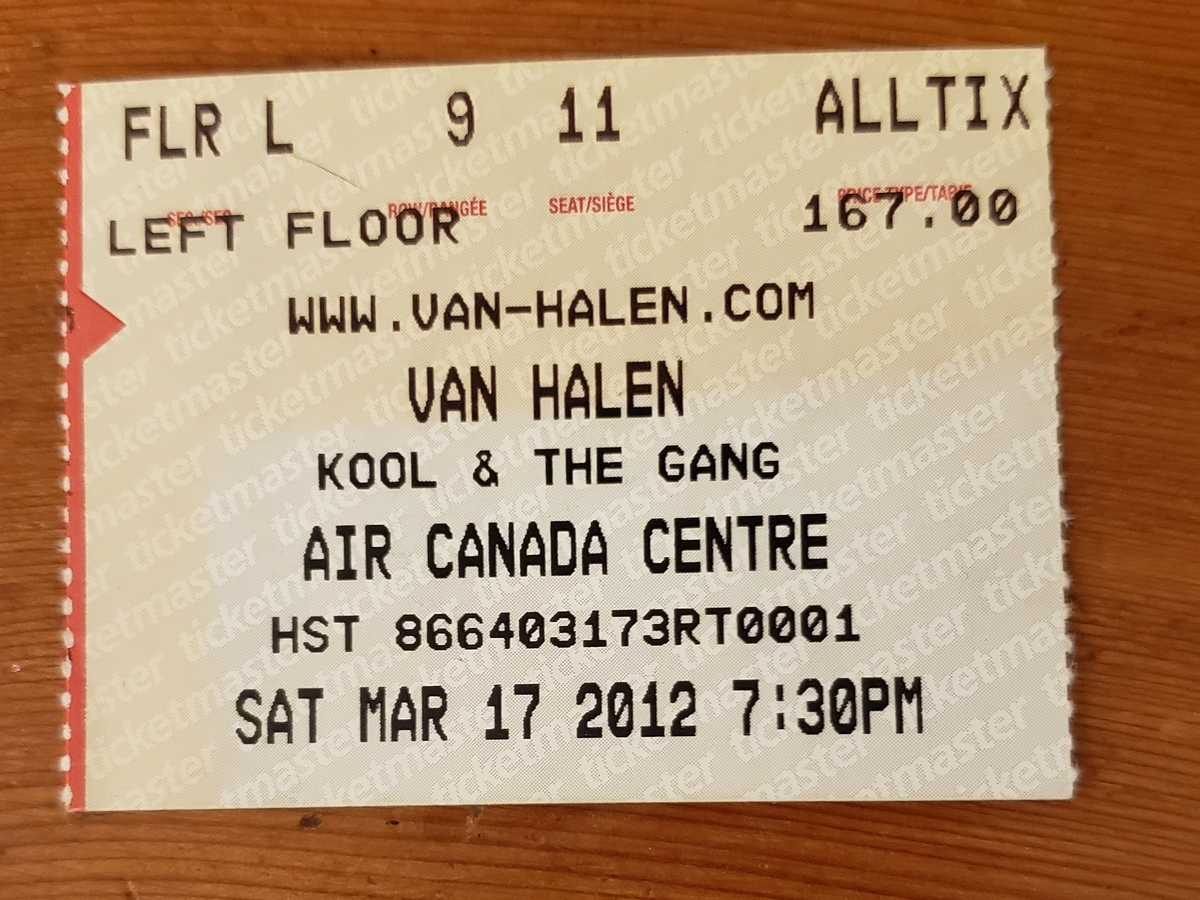 FLR L 9 11 ALLTIX
SEC/SEC ROW/RANGÉE SEAT/SIÈGE PRICE TYPE/TARIF
LEFT FLOOR 167.00
WWW.VAN-HALEN.COM
VAN HALEN
KOOL & THE GANG
AIR CANADA CENTRE
HST 866403173RT0001
SAT MAR 17 2012 7:30PM
ticketmaster